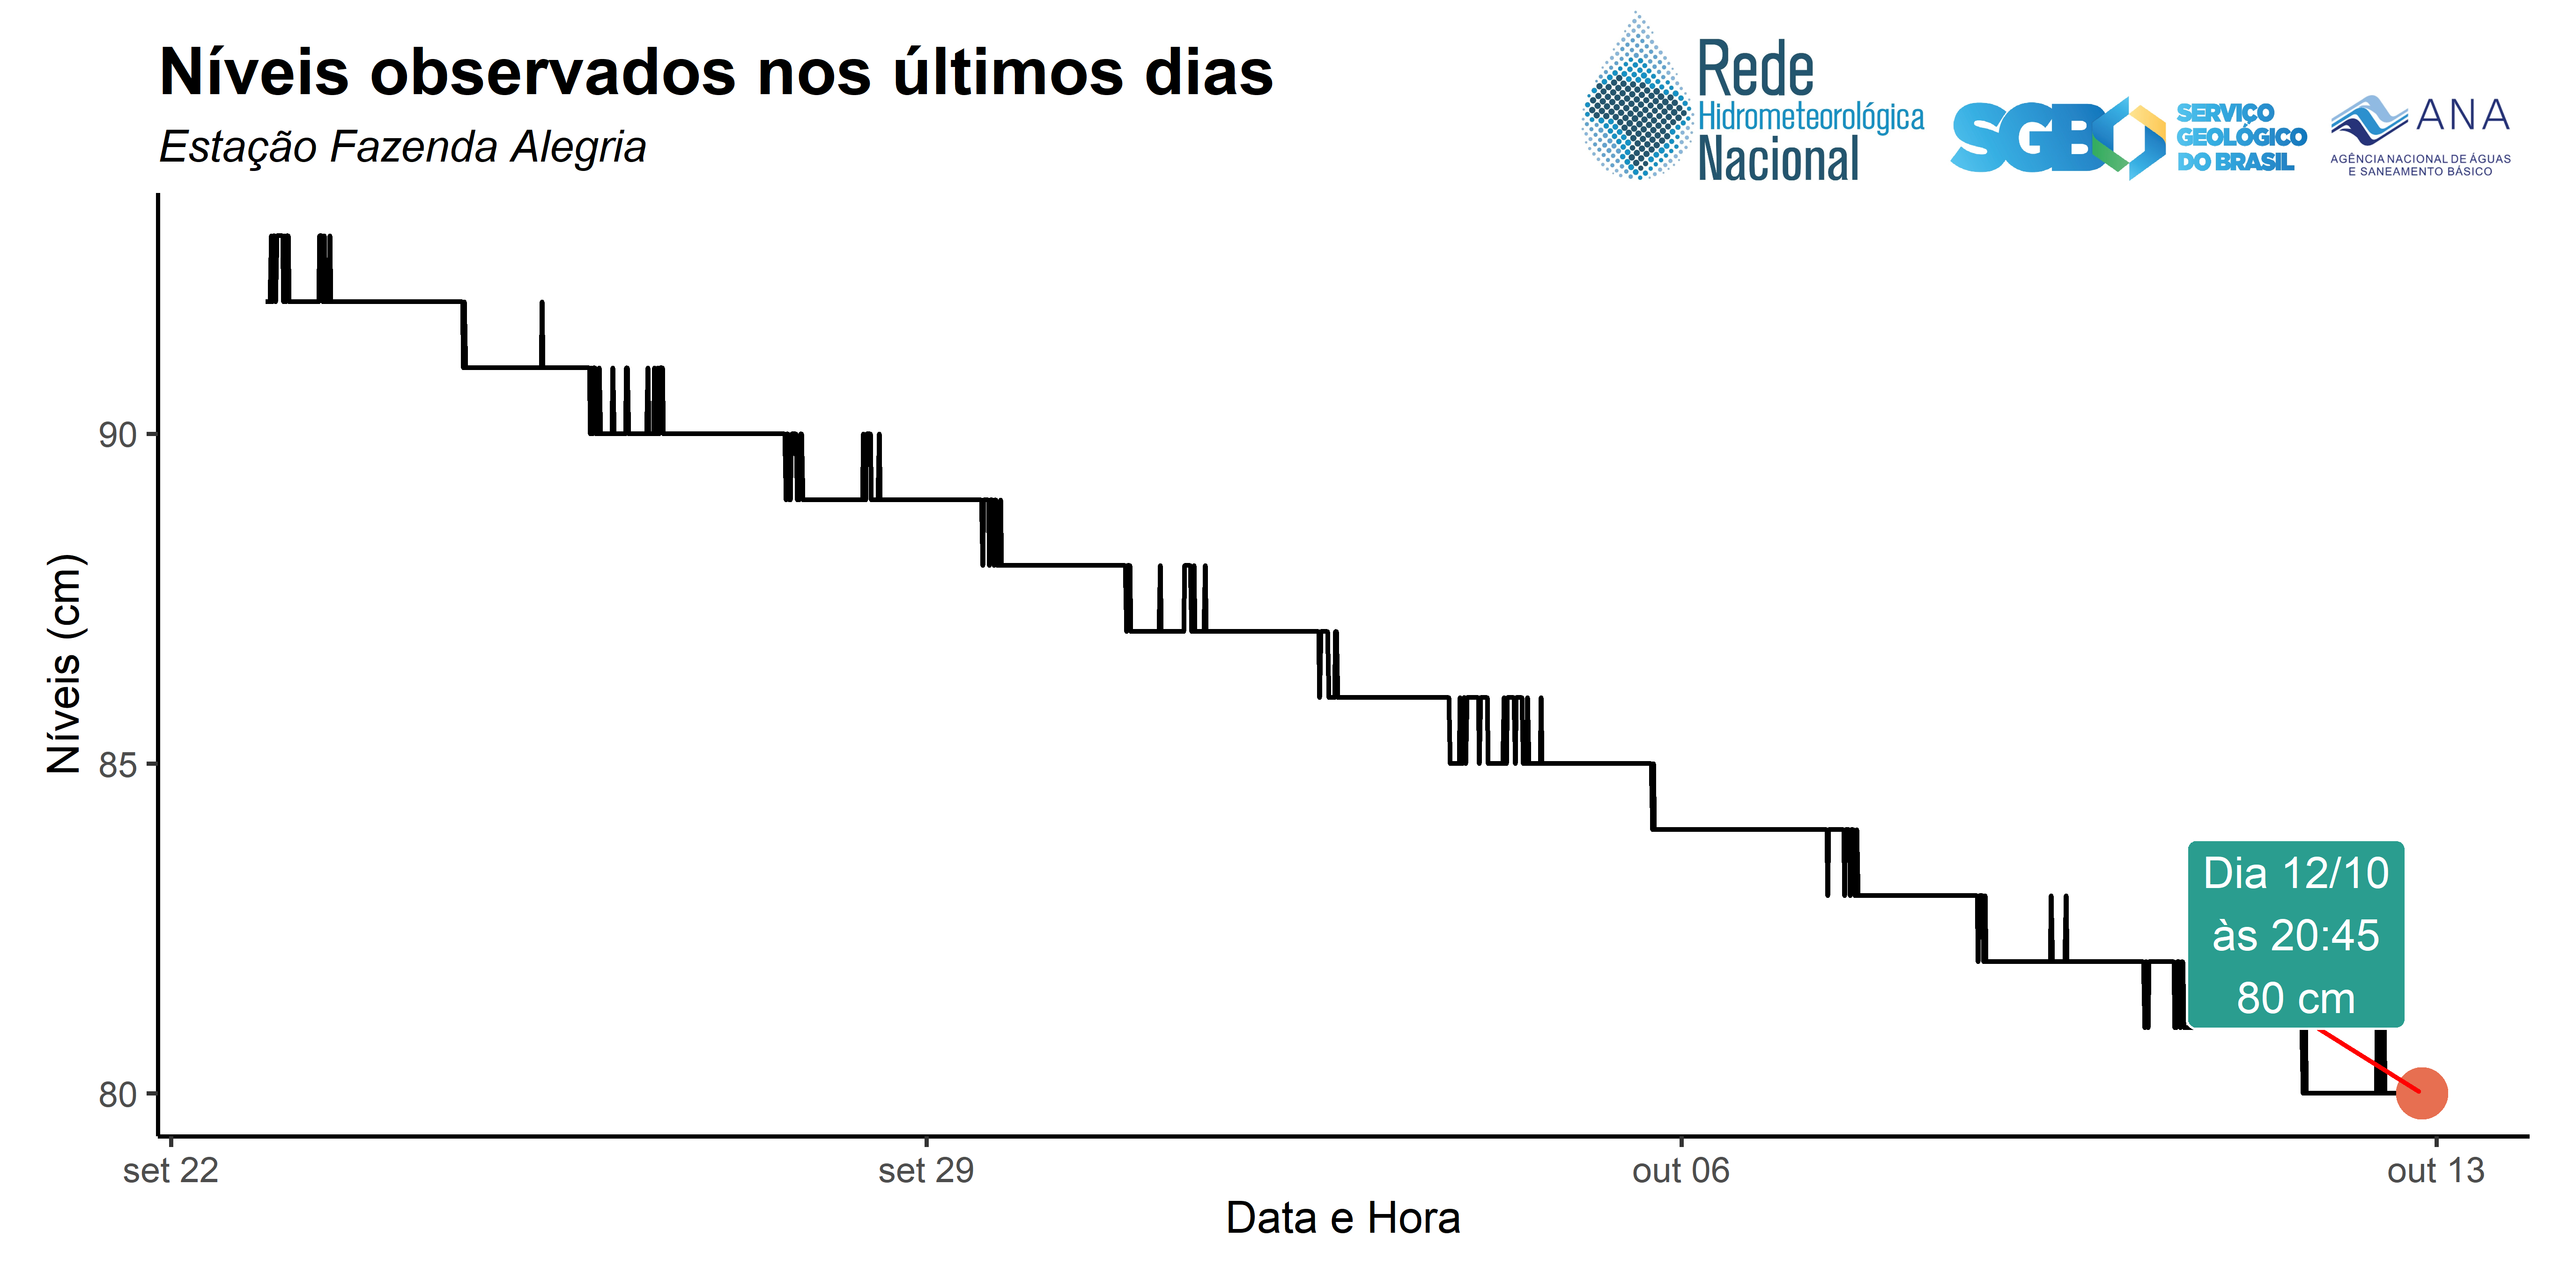 Níveis observados nos últimos dias
Estação Fazenda Alegria
Rede
Hidrometeorológica
Nacional
SGB
SERVIÇO
GEOLÓGICO
DO BRASIL
ANA
AGÊNCIA NACIONAL DE ÁGUAS
E SANEAMENTO BÁSICO
Níveis (cm)
90
85
80
Dia 12/10
às 20:45
80 cm
set 22
set 29
out 06
out 13
Data e Hora